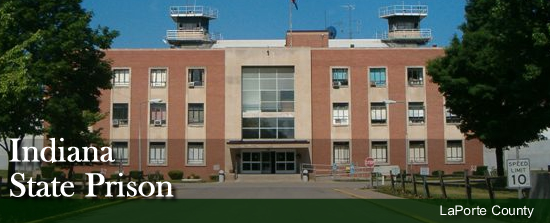 Indiana
State Prison
SPEED
LIMIT
10
LaPorte County